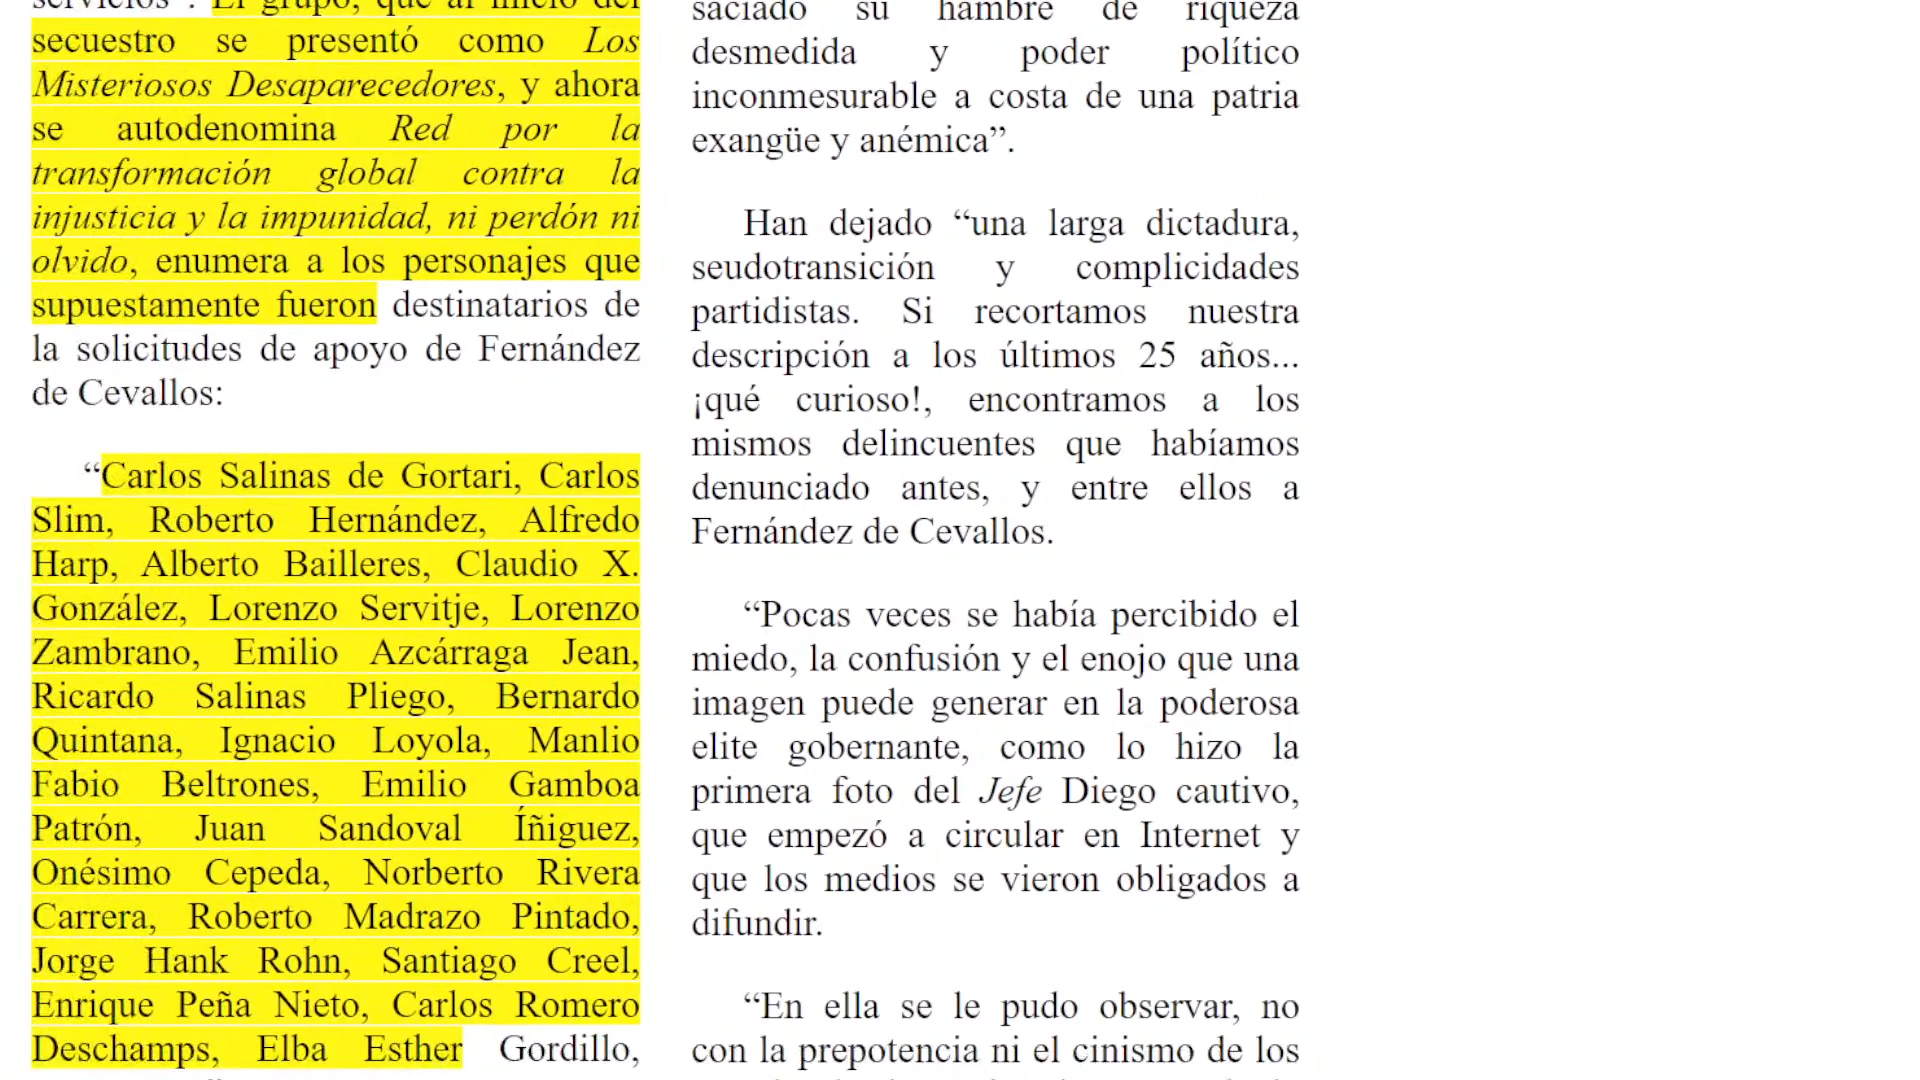 servicios". El grupo, que al inicio del
secuestro se presentó como Los
Misteriosos Desaparecedores, y ahora
se autodenomina Red por la
transformación global contra la
injusticia y la impunidad, ni perdón ni
olvido, enumera a los personajes que
supuestamente fueron destinatarios de
la solicitudes de apoyo de Fernández
de Cevallos:
“Carlos Salinas de Gortari, Carlos
Slim, Roberto Hernández, Alfredo
Harp, Alberto Bailleres, Claudio X.
González, Lorenzo Servitje, Lorenzo
Zambrano, Emilio Azcárraga Jean,
Ricardo Salinas Pliego, Bernardo
Quintana, Ignacio Loyola, Manlio
Fabio Beltrones, Emilio Gamboa
Patrón, Juan Sandoval Íñiguez,
Onésimo Cepeda, Norberto Rivera
Carrera, Roberto Madrazo Pintado,
Jorge Hank Rohn, Santiago Creel,
Enrique Peña Nieto, Carlos Romero
Deschamps, Elba Esther Gordillo,
saciado su hambre de riqueza
desmedida y poder político
inconmesurable a costa de una patria
exangüe y anémica”.
Han dejado “una larga dictadura,
seudotransición y complicidades
partidistas. Si recortamos nuestra
descripción a los últimos 25 años...
¡qué curioso!, encontramos a los
mismos delincuentes que habíamos
denunciado antes, y entre ellos a
Fernández de Cevallos.
“Pocas veces se había percibido el
miedo, la confusión y el enojo que una
imagen puede generar en la poderosa
elite gobernante, como lo hizo la
primera foto del Jefe Diego cautivo,
que empezó a circular en Internet y
que los medios se vieron obligados a
difundir.
“En ella se le pudo observar, no
con la prepotencia ni el cinismo de los